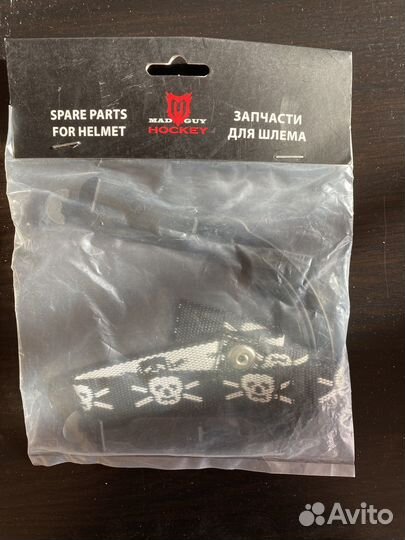 SPARE PARTS
FOR HELMET
MAD GUY
HOCKEY
ЗАПЧАСТИ
ДЛЯ ШЛЕМА
Avito